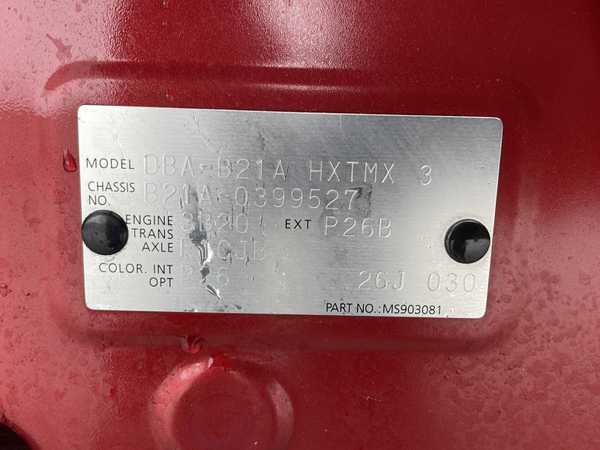 MODEL DBA-B21A HXTMX 3
CHASSIS NO. B21A-0399527
ENGINE 3B20 EXT P26B
TRANS
AXLE
COLOR. INT
OPT 26J 030
PART NO.:MS903081